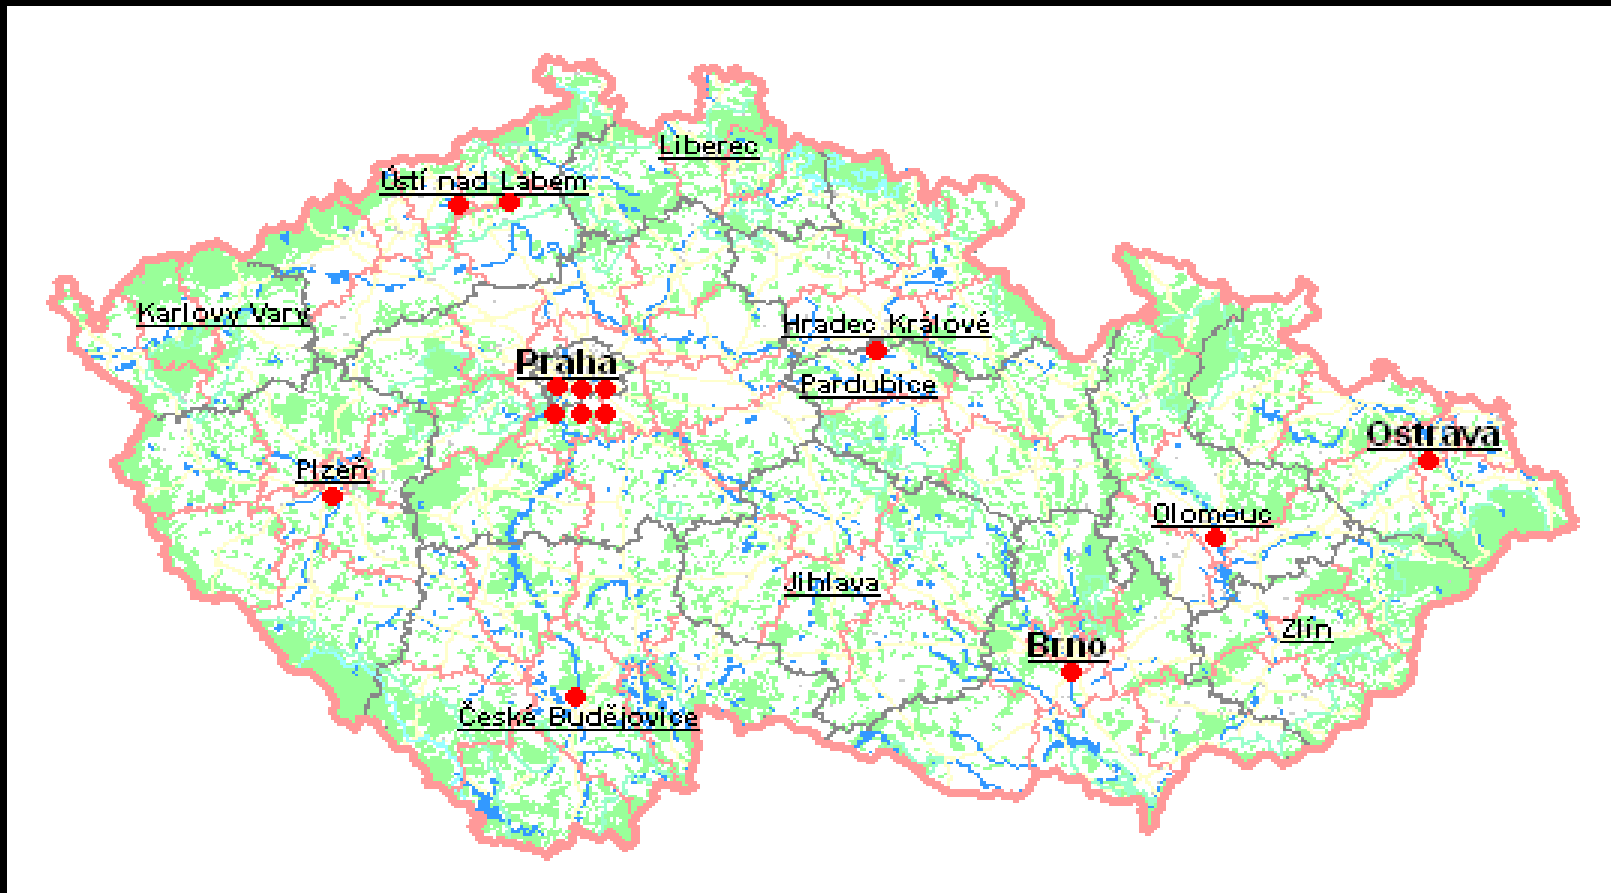 Liberec
Ústí nad Labem
Karlovy Vary
Hradec Králové
Praha
Pardubice
Ostrava
Plzeň
Olomouc
Jihlava
Zlín
Brno
České Budějovice